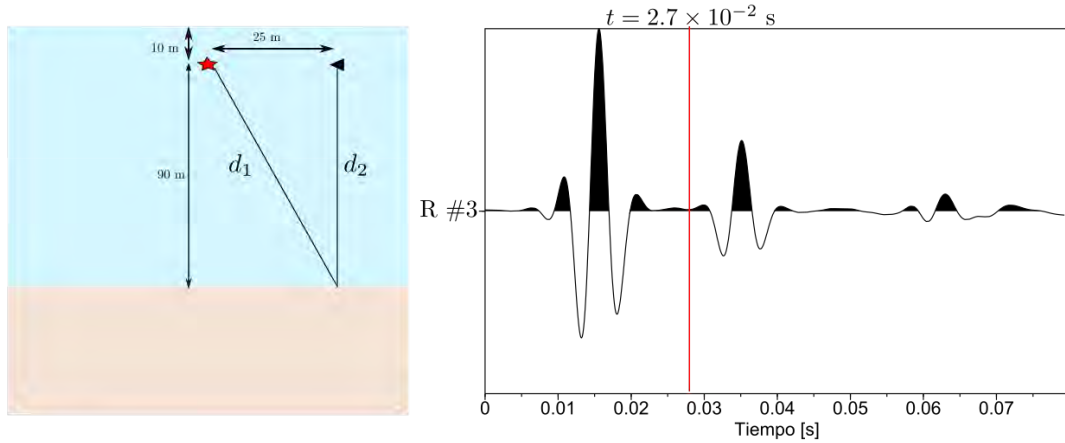 t = 2.7 × 10⁻² s
25 m
10 m
90 m
d₁
d₂
R #3
0
0.01
0.02
0.03
0.04
0.05
0.06
0.07
Tiempo [s]